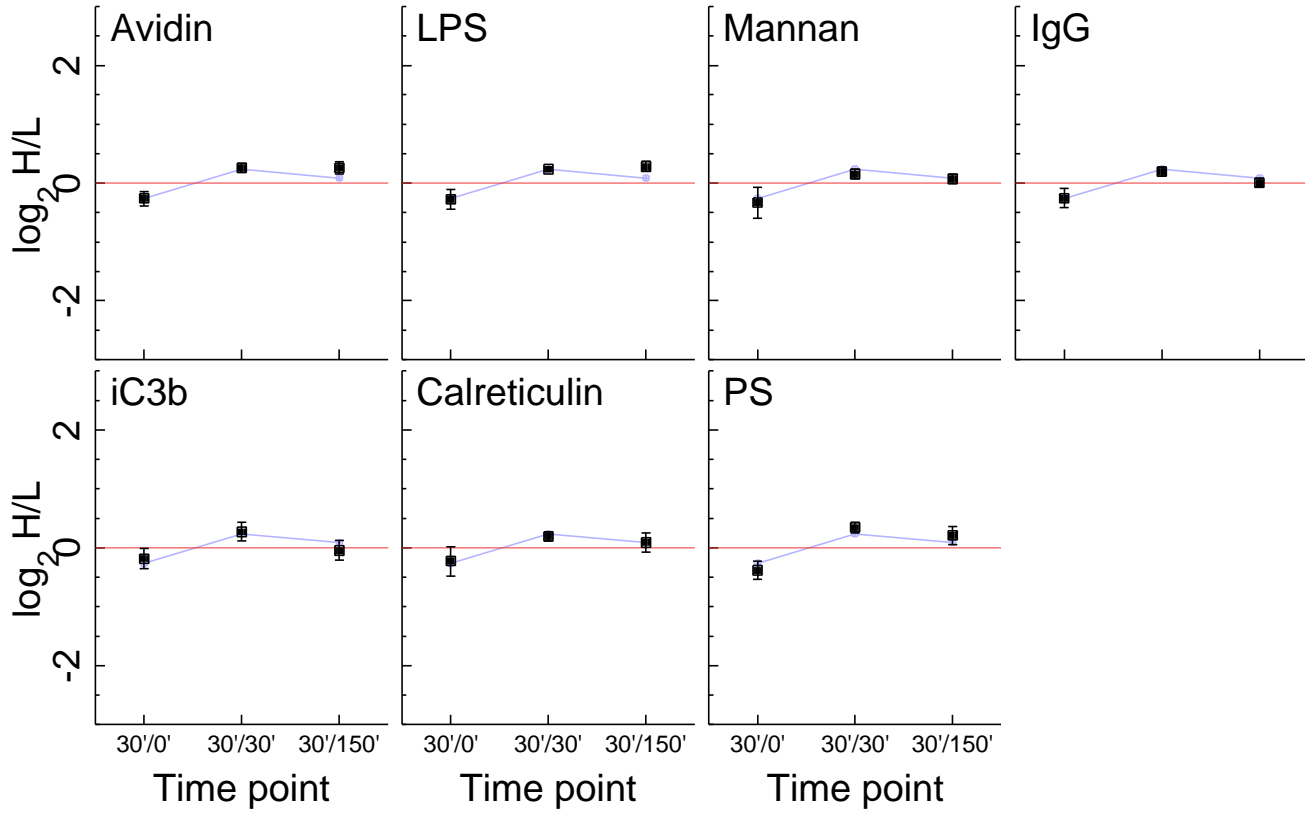 Avidin
LPS
Mannan
IgG
2
0
-2
log2 H/L
iC3b
Calreticulin
PS
2
0
-2
log2 H/L
30'/0' 30'/30' 30'/150'
30'/0' 30'/30' 30'/150'
30'/0' 30'/30' 30'/150'
Time point
Time point
Time point